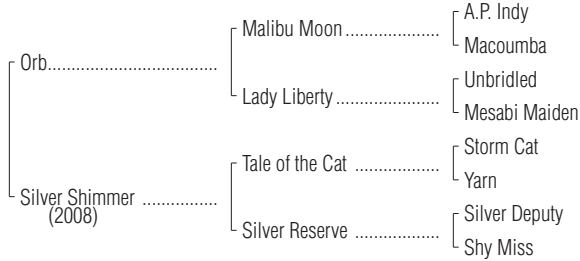 A.P. Indy
Malibu Moon ....................
Macoumba
Orb..................................
Unbridled
Lady Liberty ......................
Mesabi Maiden
Storm Cat
Tale of the Cat ..................
Yarn
Silver Shimmer ................
(2008)
Silver Deputy
Silver Reserve ..................
Shy Miss